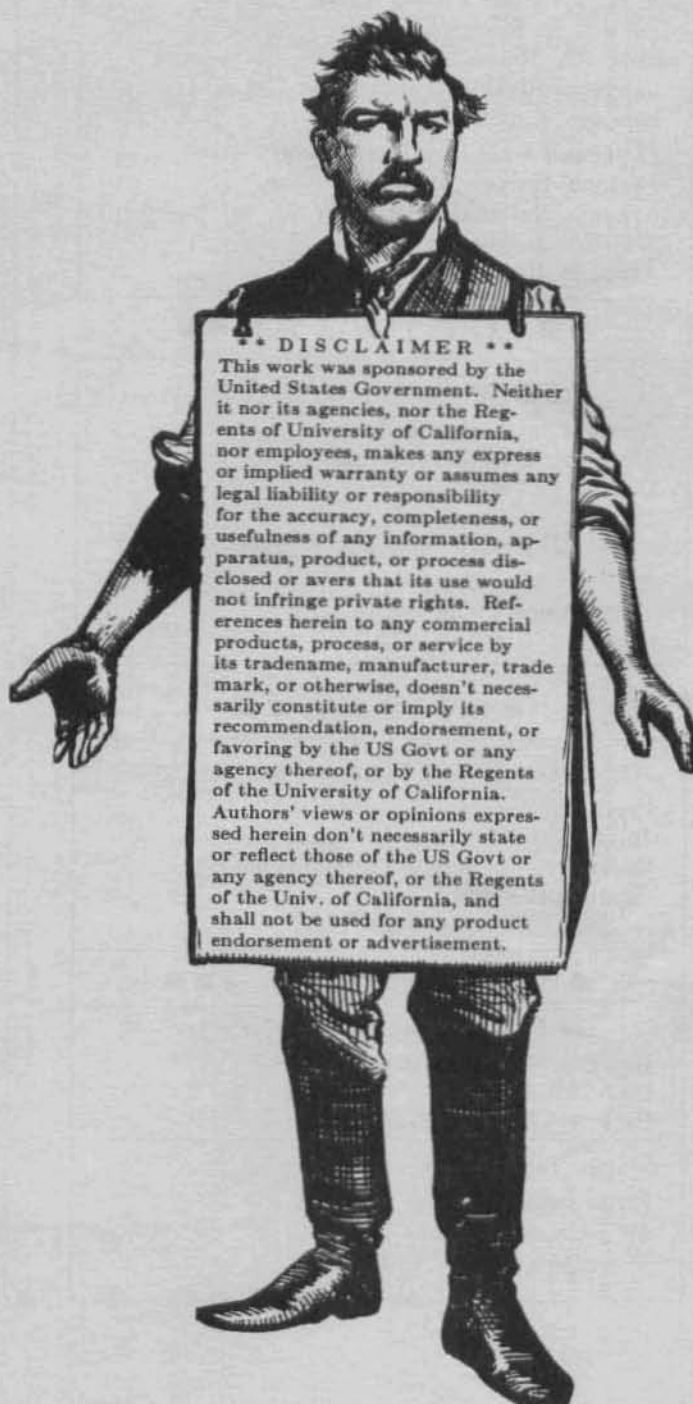 ** DISCLAIMER **
This work was sponsored by the
United States Government. Neither
it nor its agencies, nor the Reg-
ents of University of California,
nor employees, makes any express
or implied warranty or assumes any
legal liability or responsibility
for the accuracy, completeness, or
usefulness of any information, ap-
paratus, product, or process dis-
closed or avers that its use would
not infringe private rights. Ref-
erences herein to any commercial
products, process, or service by
its tradename, manufacturer, trade
mark, or otherwise, doesn't neces-
sarily constitute or imply its
recommendation, endorsement, or
favoring by the US Govt or any
agency thereof, or by the Regents
of the University of California.
Authors' views or opinions expres-
sed herein don't necessarily state
or reflect those of the US Govt or
any agency thereof, or the Regents
of the Univ. of California, and
shall not be used for any product
endorsement or advertisement.